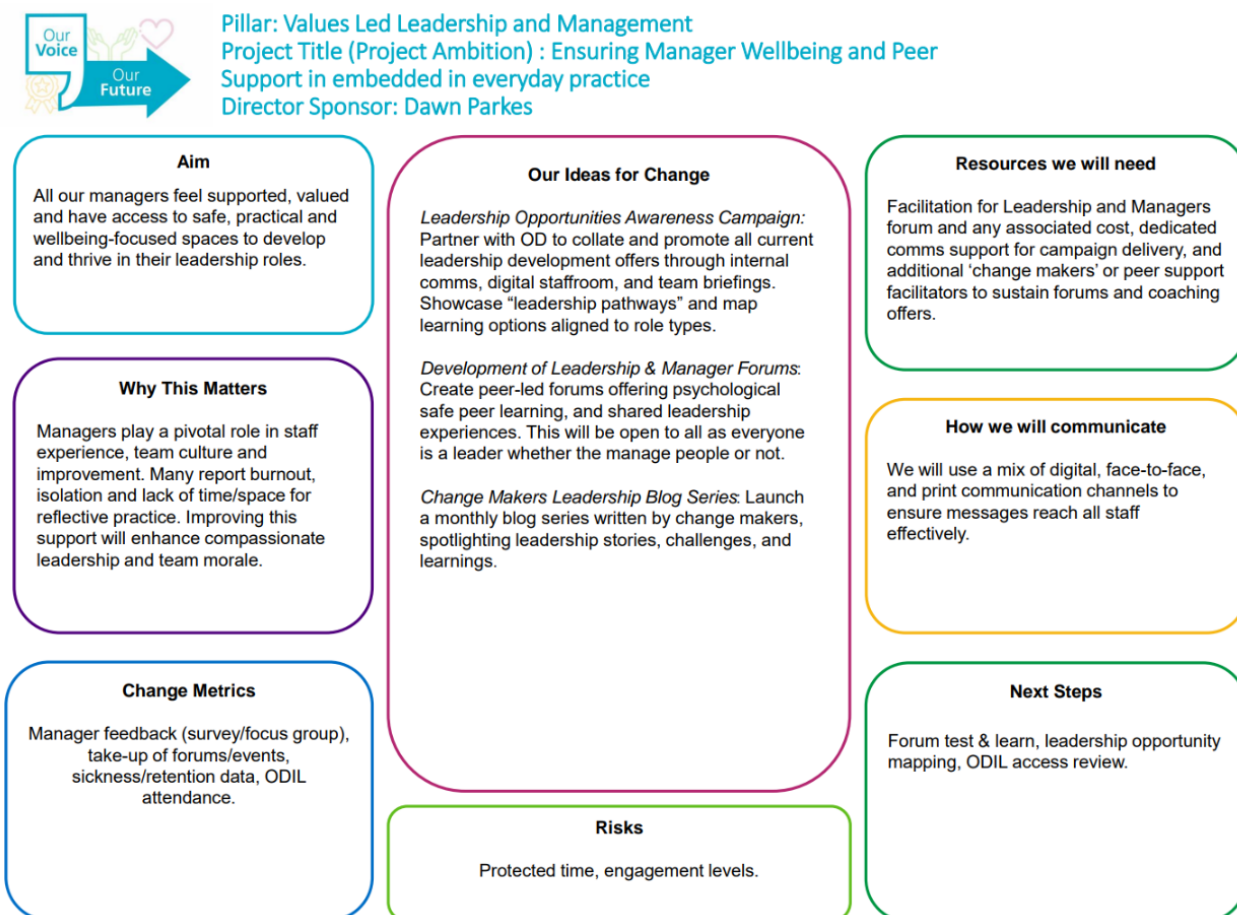 Our
Voice
Our
Future
Pillar: Values Led Leadership and Management
Project Title (Project Ambition) : Ensuring Manager Wellbeing and Peer
Support in embedded in everyday practice
Director Sponsor: Dawn Parkes
Aim
All our managers feel supported, valued
and have access to safe, practical and
wellbeing-focused spaces to develop
and thrive in their leadership roles.
Why This Matters
Managers play a pivotal role in staff
experience, team culture and
improvement. Many report burnout,
isolation and lack of time/space for
reflective practice. Improving this
support will enhance compassionate
leadership and team morale.
Change Metrics
Manager feedback (survey/focus group),
take-up of forums/events,
sickness/retention data, ODIL
attendance.
Our Ideas for Change
Leadership Opportunities Awareness Campaign:
Partner with OD to collate and promote all current
leadership development offers through internal
comms, digital staffroom, and team briefings.
Showcase “leadership pathways” and map
learning options aligned to role types.
Development of Leadership & Manager Forums:
Create peer-led forums offering psychological
safe peer learning, and shared leadership
experiences. This will be open to all as everyone
is a leader whether the manage people or not.
Change Makers Leadership Blog Series: Launch
a monthly blog series written by change makers,
spotlighting leadership stories, challenges, and
learnings.
Risks
Protected time, engagement levels.
Resources we will need
Facilitation for Leadership and Managers
forum and any associated cost, dedicated
comms support for campaign delivery, and
additional ‘change makers’ or peer support
facilitators to sustain forums and coaching
offers.
How we will communicate
We will use a mix of digital, face-to-face,
and print communication channels to
ensure messages reach all staff
effectively.
Next Steps
Forum test & learn, leadership opportunity
mapping, ODIL access review.